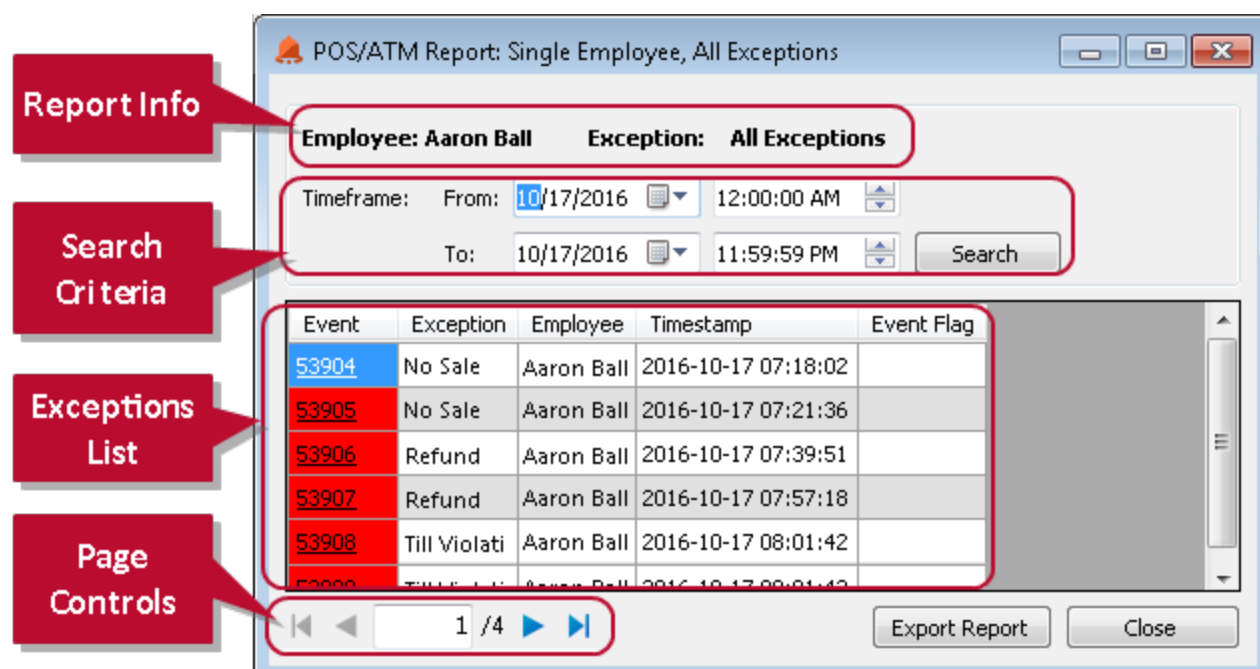 POS/ATM Report: Single Employee, All Exceptions
Report Info
Employee: Aaron Ball Exception: All Exceptions
Search
Criteria
Timeframe: From: 10/17/2016 12:00:00 AM
To: 10/17/2016 11:59:59 PM Search
Exceptions
List
Event Exception Employee Timestamp Event Flag
53904 No Sale Aaron Ball 2016-10-17 07:18:02
53905 No Sale Aaron Ball 2016-10-17 07:21:36
53906 Refund Aaron Ball 2016-10-17 07:39:51
53907 Refund Aaron Ball 2016-10-17 07:57:18
53908 Till Violati Aaron Ball 2016-10-17 08:01:42
Page
Controls
1 /4 Export Report Close